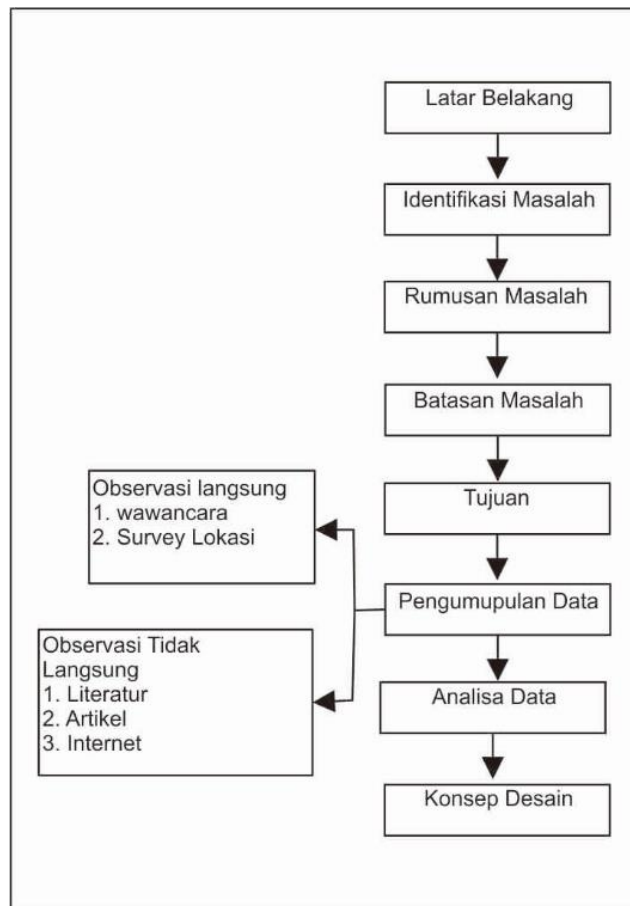 Latar Belakang
Identifikasi Masalah
Rumusan Masalah
Batasan Masalah
Tujuan
Pengumupulan Data
Observasi langsung
1. wawancara
2. Survey Lokasi
Observasi Tidak
Langsung
1. Literatur
2. Artikel
3. Internet
Analisa Data
Konsep Desain